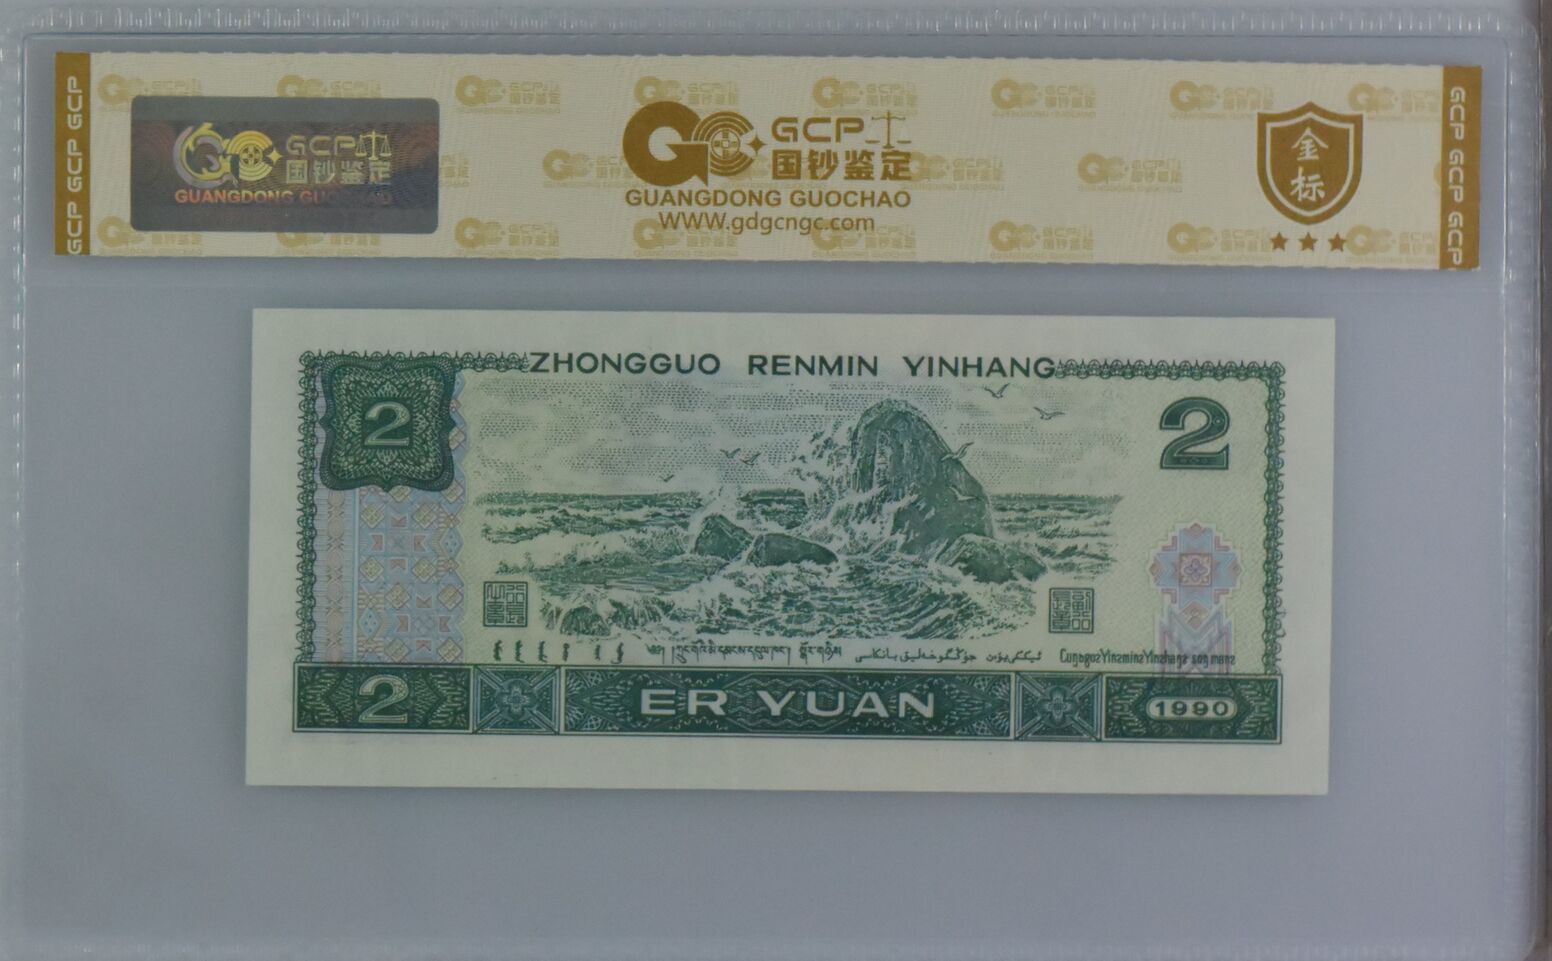 GCP GCP GCP
GCP
国钞鉴定
GUANGDONG GUOCHAO
GCP
国钞鉴定
GUANGDONG GUOCHAO
WWW.gdgcngc.com
金标
GCP GCP GCP
ZHONGGUO RENMIN YINHANG
2
2
2
ER YUAN
1990